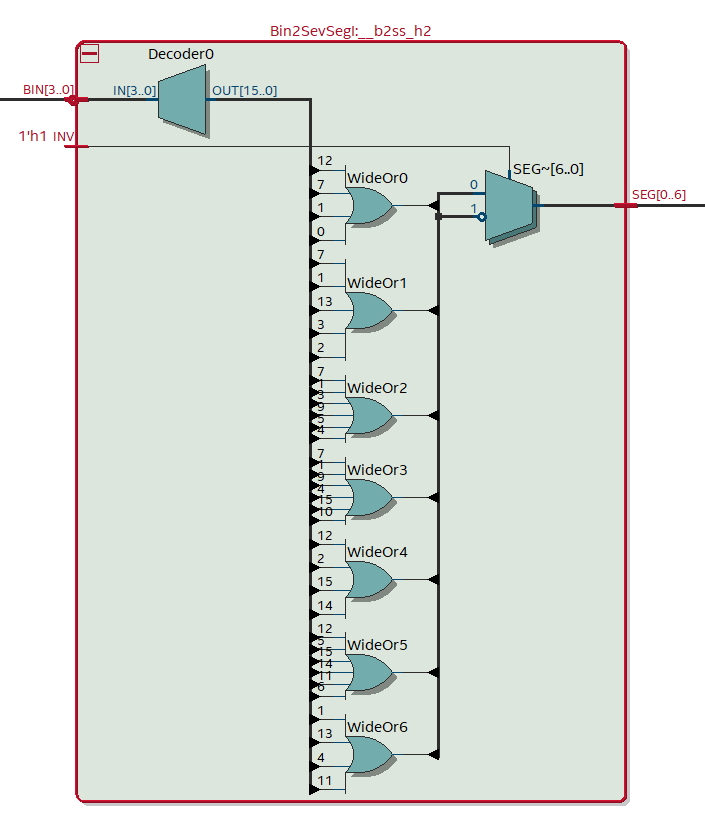 Bin2SevSegI:__b2ss_h2
Decoder0
BIN[3..0] IN[3..0] OUT[15..0]
1'h1 INV
12
WideOr0
7
1
0
SEG~[6..0]
0
1
SEG[0..6]
7
1
WideOr1
13
3
2
7
1
WideOr2
3
9
5
4
7
1
WideOr3
9
4
15
10
12
WideOr4
2
15
14
12
5
WideOr5
15
14
11
6
1
WideOr6
13
4
11